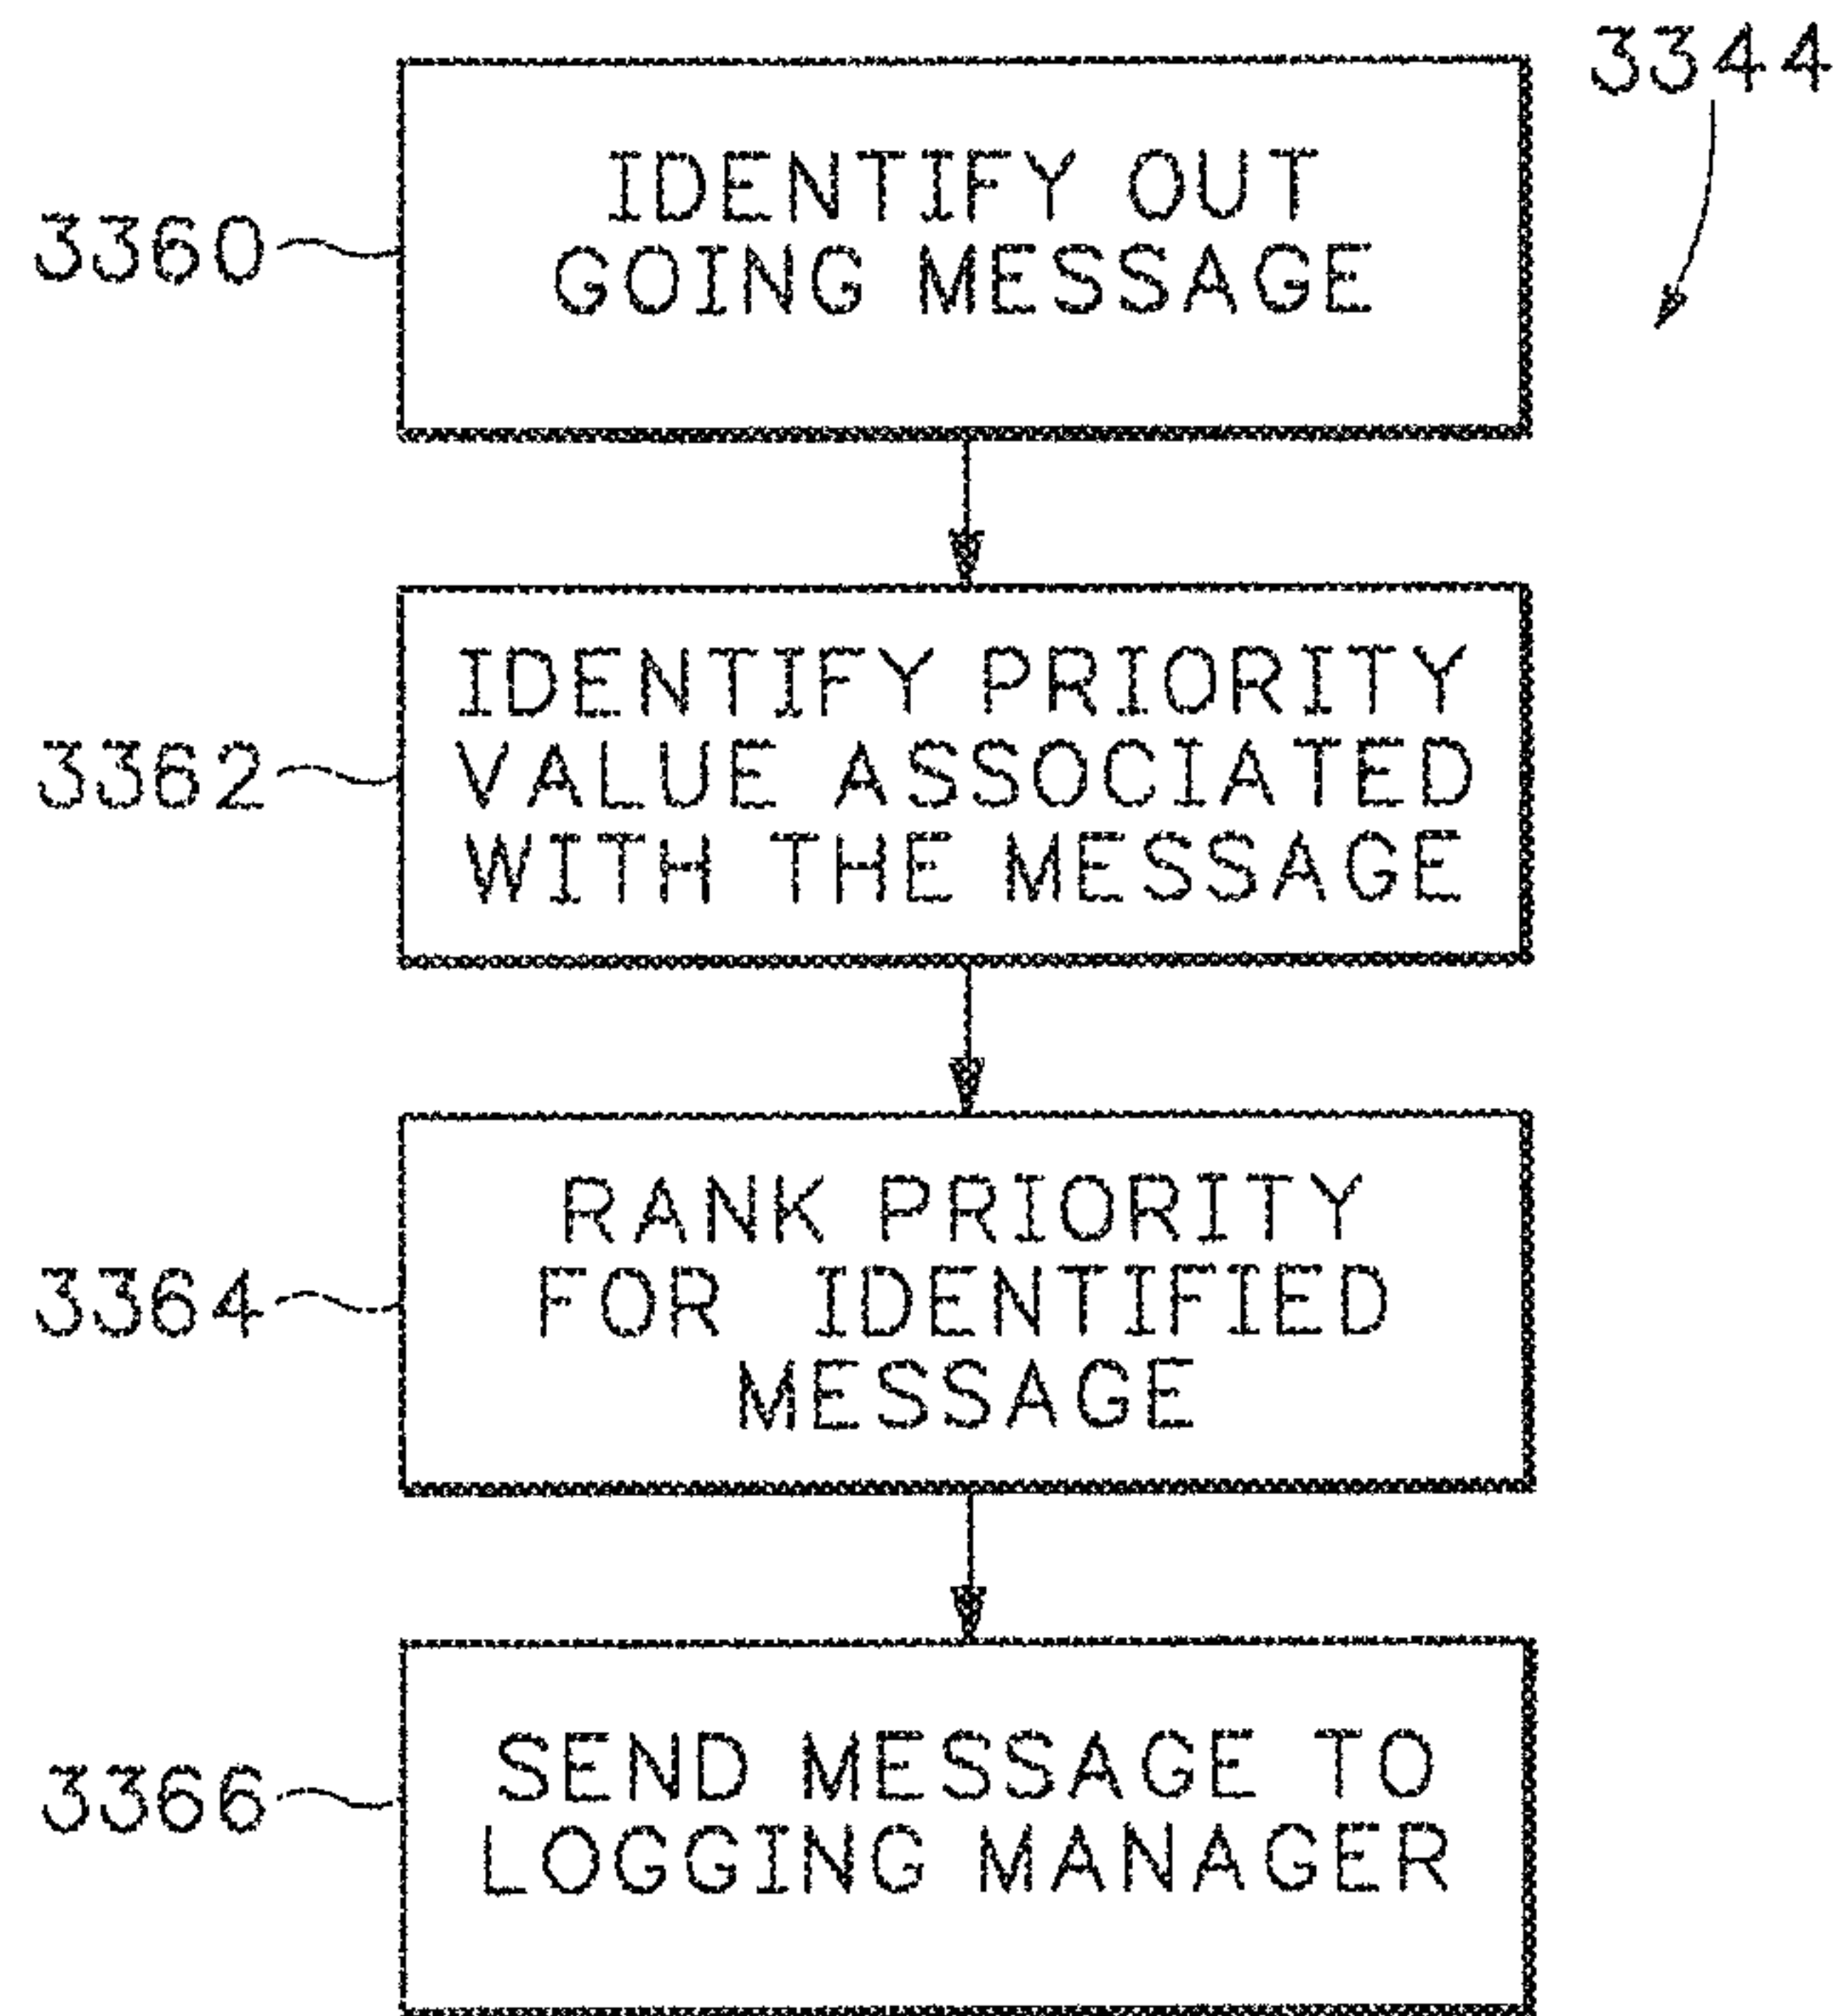 3344
IDENTIFY OUT
GOING MESSAGE
3360
IDENTIFY PRIORITY
VALUE ASSOCIATED
WITH THE MESSAGE
3362
RANK PRIORITY
FOR IDENTIFIED
MESSAGE
3364
SEND MESSAGE TO
LOGGING MANAGER
3366